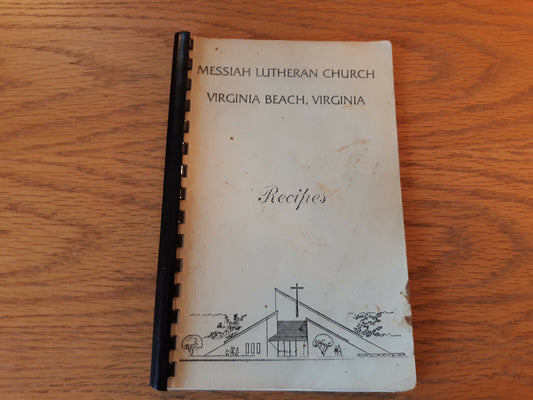 MESSIAH LUTHERAN CHURCH
VIRGINIA BEACH, VIRGINIA
Recipes